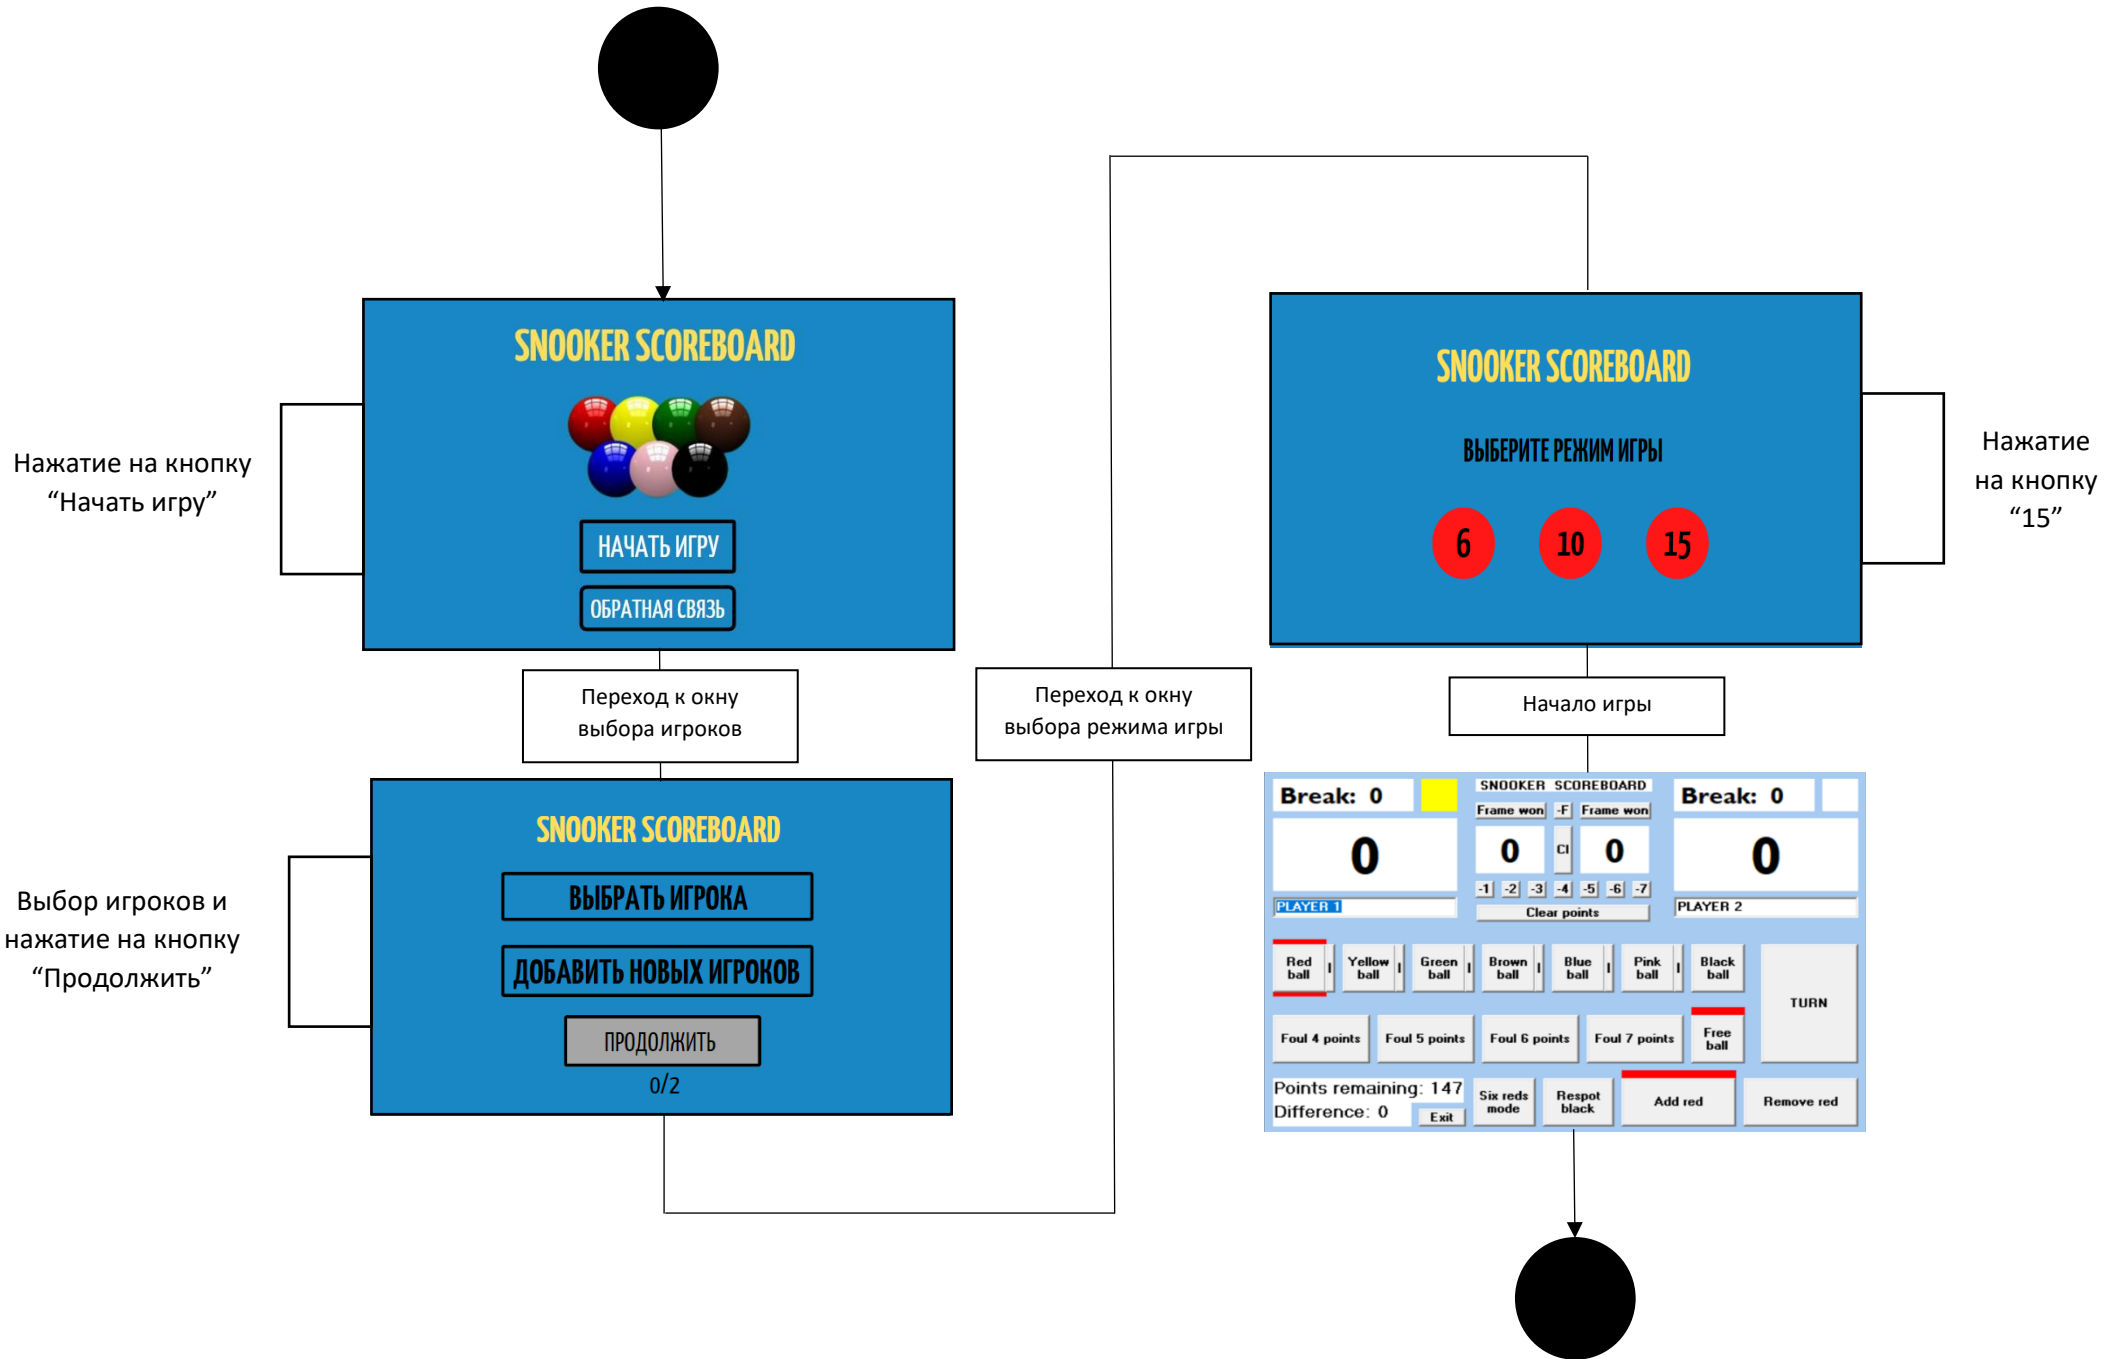 SNOOKER SCOREBOARD
НАЧАТЬ ИГРУ
ОБРАТНАЯ СВЯЗЬ
Нажатие на кнопку
“Начать игру”
Переход к окну
выбора игроков
SNOOKER SCOREBOARD
ВЫБРАТЬ ИГРОКА
ДОБАВИТЬ НОВЫХ ИГРОКОВ
ПРОДОЛЖИТЬ
0/2
Выбор игроков и
нажатие на кнопку
“Продолжить”
Переход к окну
выбора режима игры
SNOOKER SCOREBOARD
ВЫБЕРИТЕ РЕЖИМ ИГРЫ
6 10 15
Нажатие
на кнопку
“15”
Начало игры
Break: 0
SNOOKER SCOREBOARD
Break: 0
Frame won -F Frame won
0 0 Cl 0 0
-1 -2 -3 -4 -5 -6 -7
PLAYER 1
Clear points
PLAYER 2
Red ball I Yellow ball I Green ball I Brown ball I Blue ball I Pink ball I Black ball
TURN
Foul 4 points Foul 5 points Foul 6 points Foul 7 points Free ball
Points remaining: 147
Difference: 0
Exit
Six reds mode
Respot black
Add red
Remove red